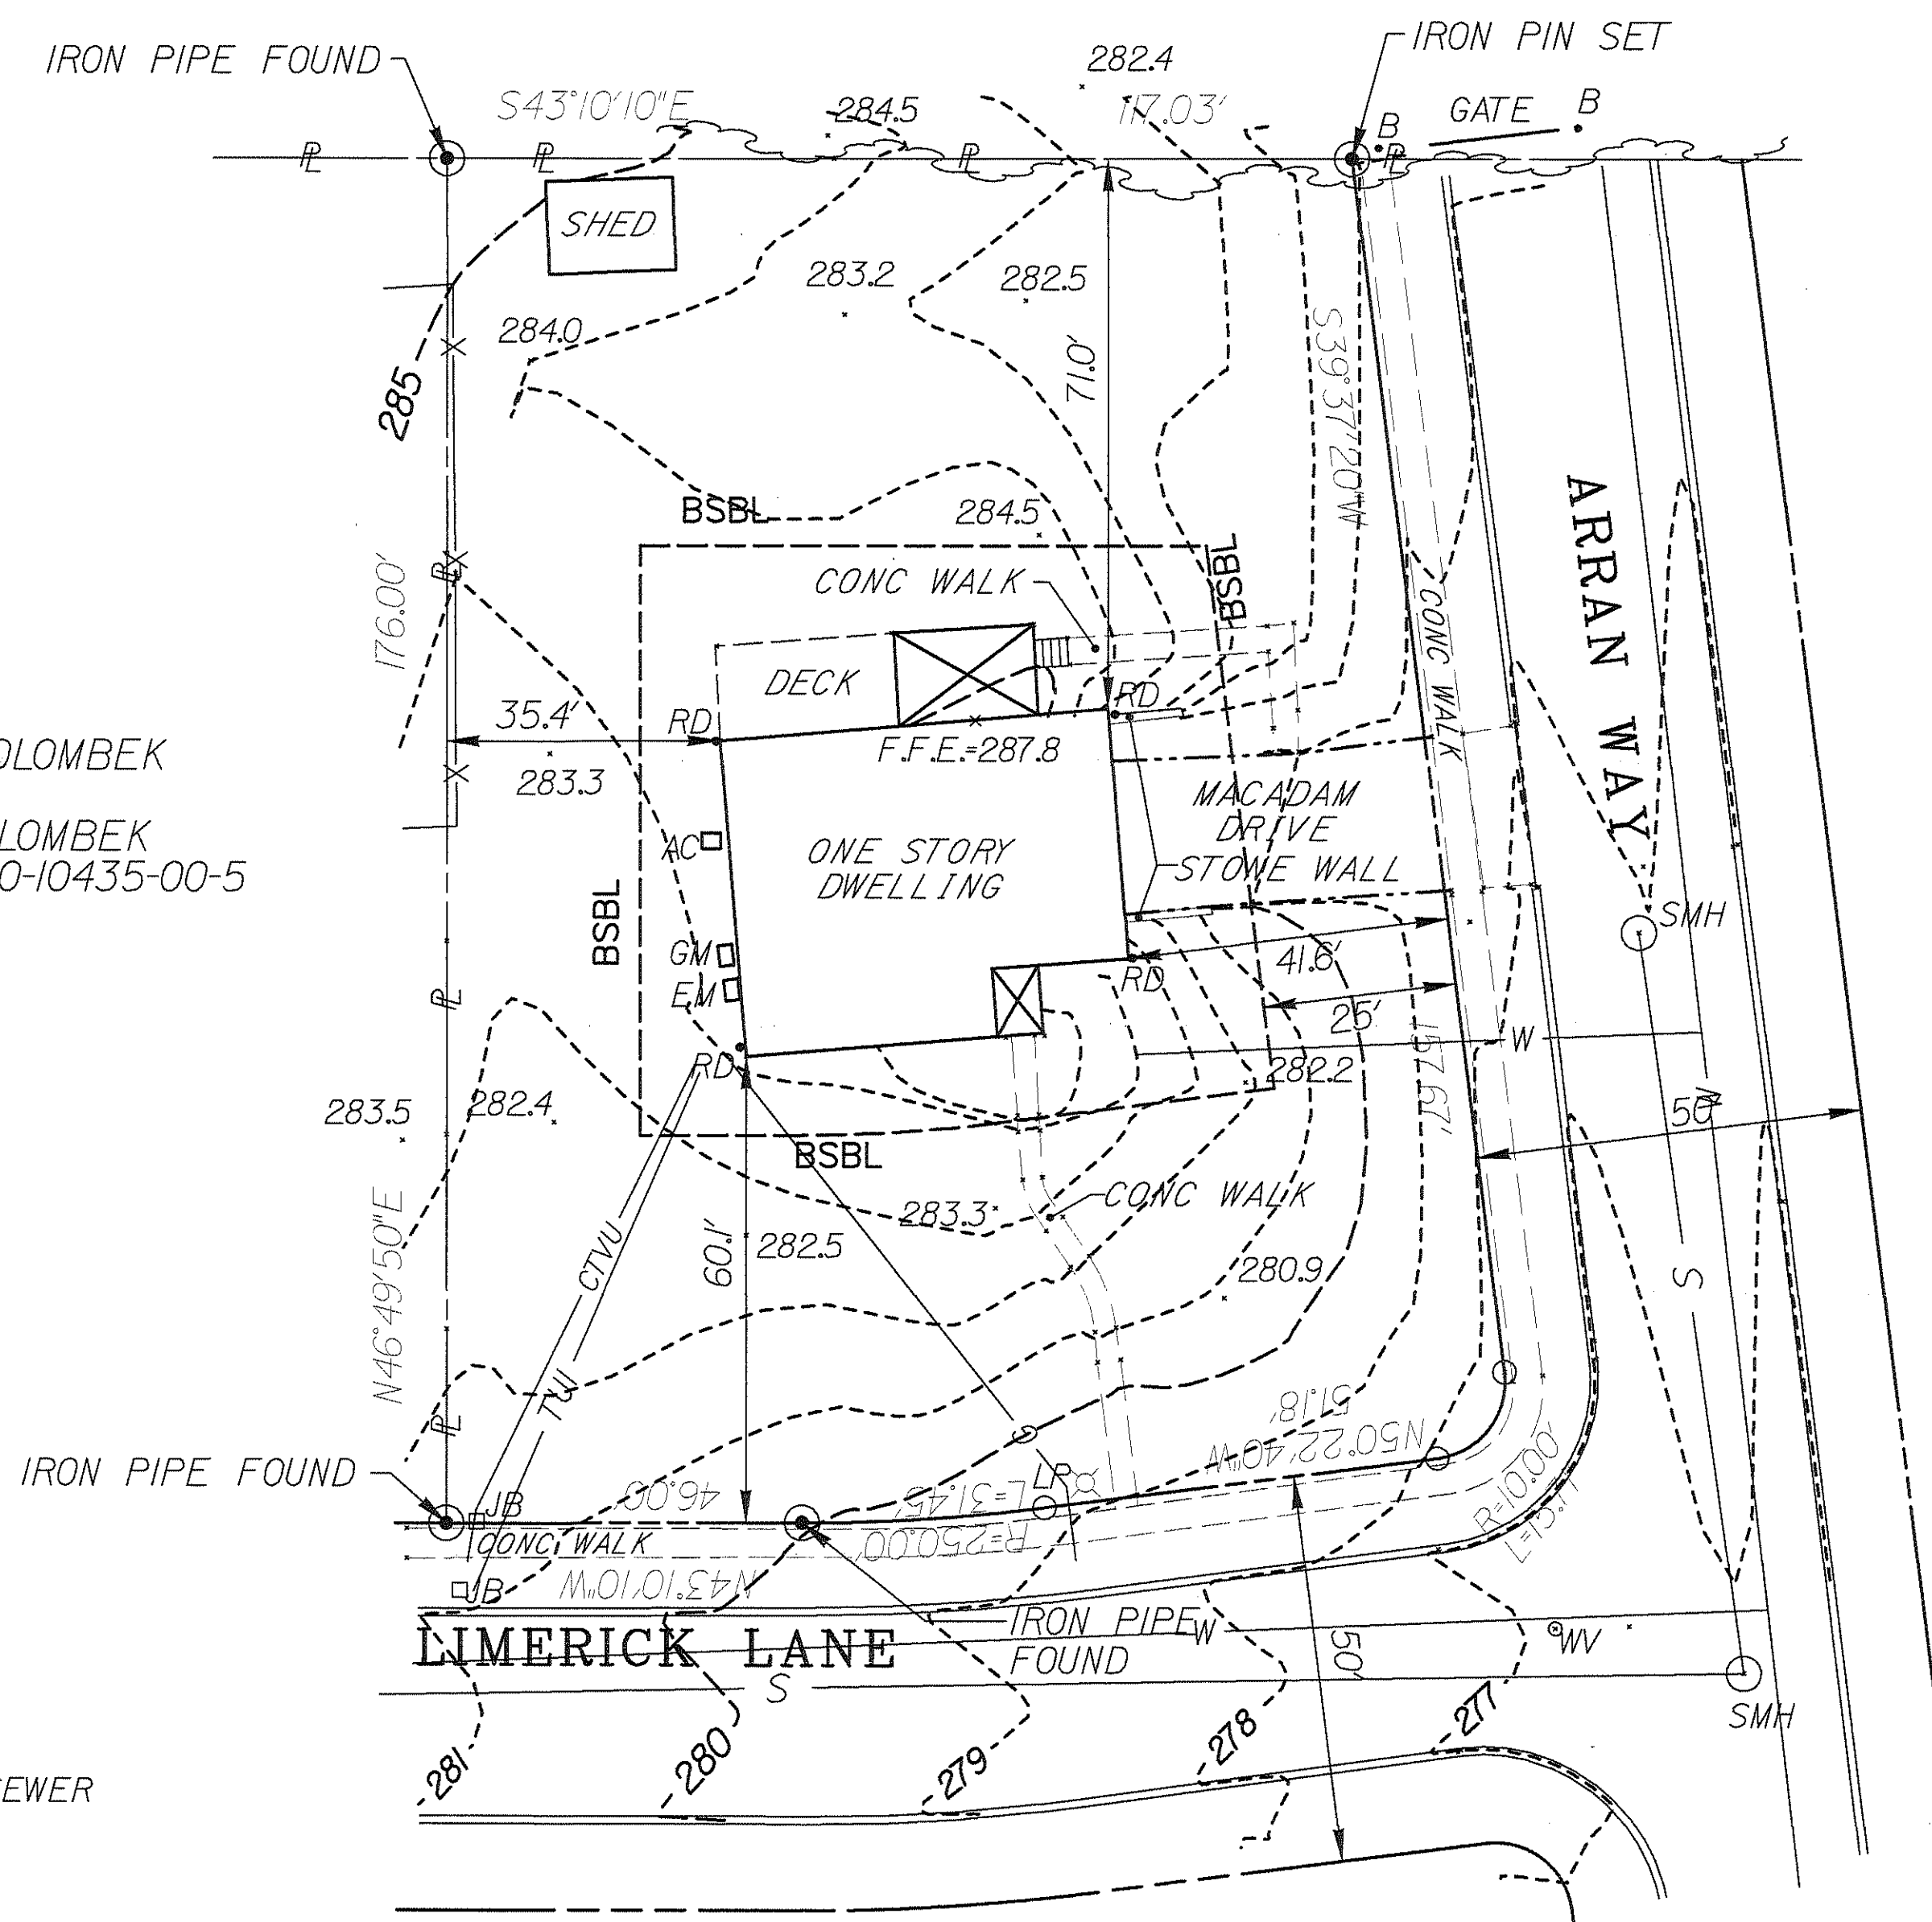 IRON PIPE FOUND
IRON PIN SET
282.4
S43°10'10"E
284.5
117.03'
GATE
B
B
PL
PL
PL
PL
SHED
283.2
282.5
284.0
285
71.0'
S39°37'20"W
BSBL
284.5
BSBL
CONC WALK
ARRAN WAY
CONC WALK
PL
176.00'
DECK
RD
35.4'
RD
F.F.E.=287.8
283.3
OLOMBEK
LOMBEK
0-10435-00-5
MACADAM
DRIVE
STONE WALL
AC
ONE STORY
DWELLING
BSBL
SMH
GM
EM
41.6'
RD
PL
25'
W
RD
282.2
157.67'
W
50'
283.5
282.4
BSBL
CONC WALK
283.3
N46°49'50"E
CTVU
60.1'
282.5
280.9
S
TUI
PL
G
51.18'
N50°22'40"W
IRON PIPE FOUND
JB
46.00'
L=31.45'
LP
R=10.00'
CONC WALK
R=250.00'
JB
N43°10'10"W
IRON PIPE
FOUND
W
WV
LIMERICK LANE
S
50'
SMH
281
280
279
278
277
EWER